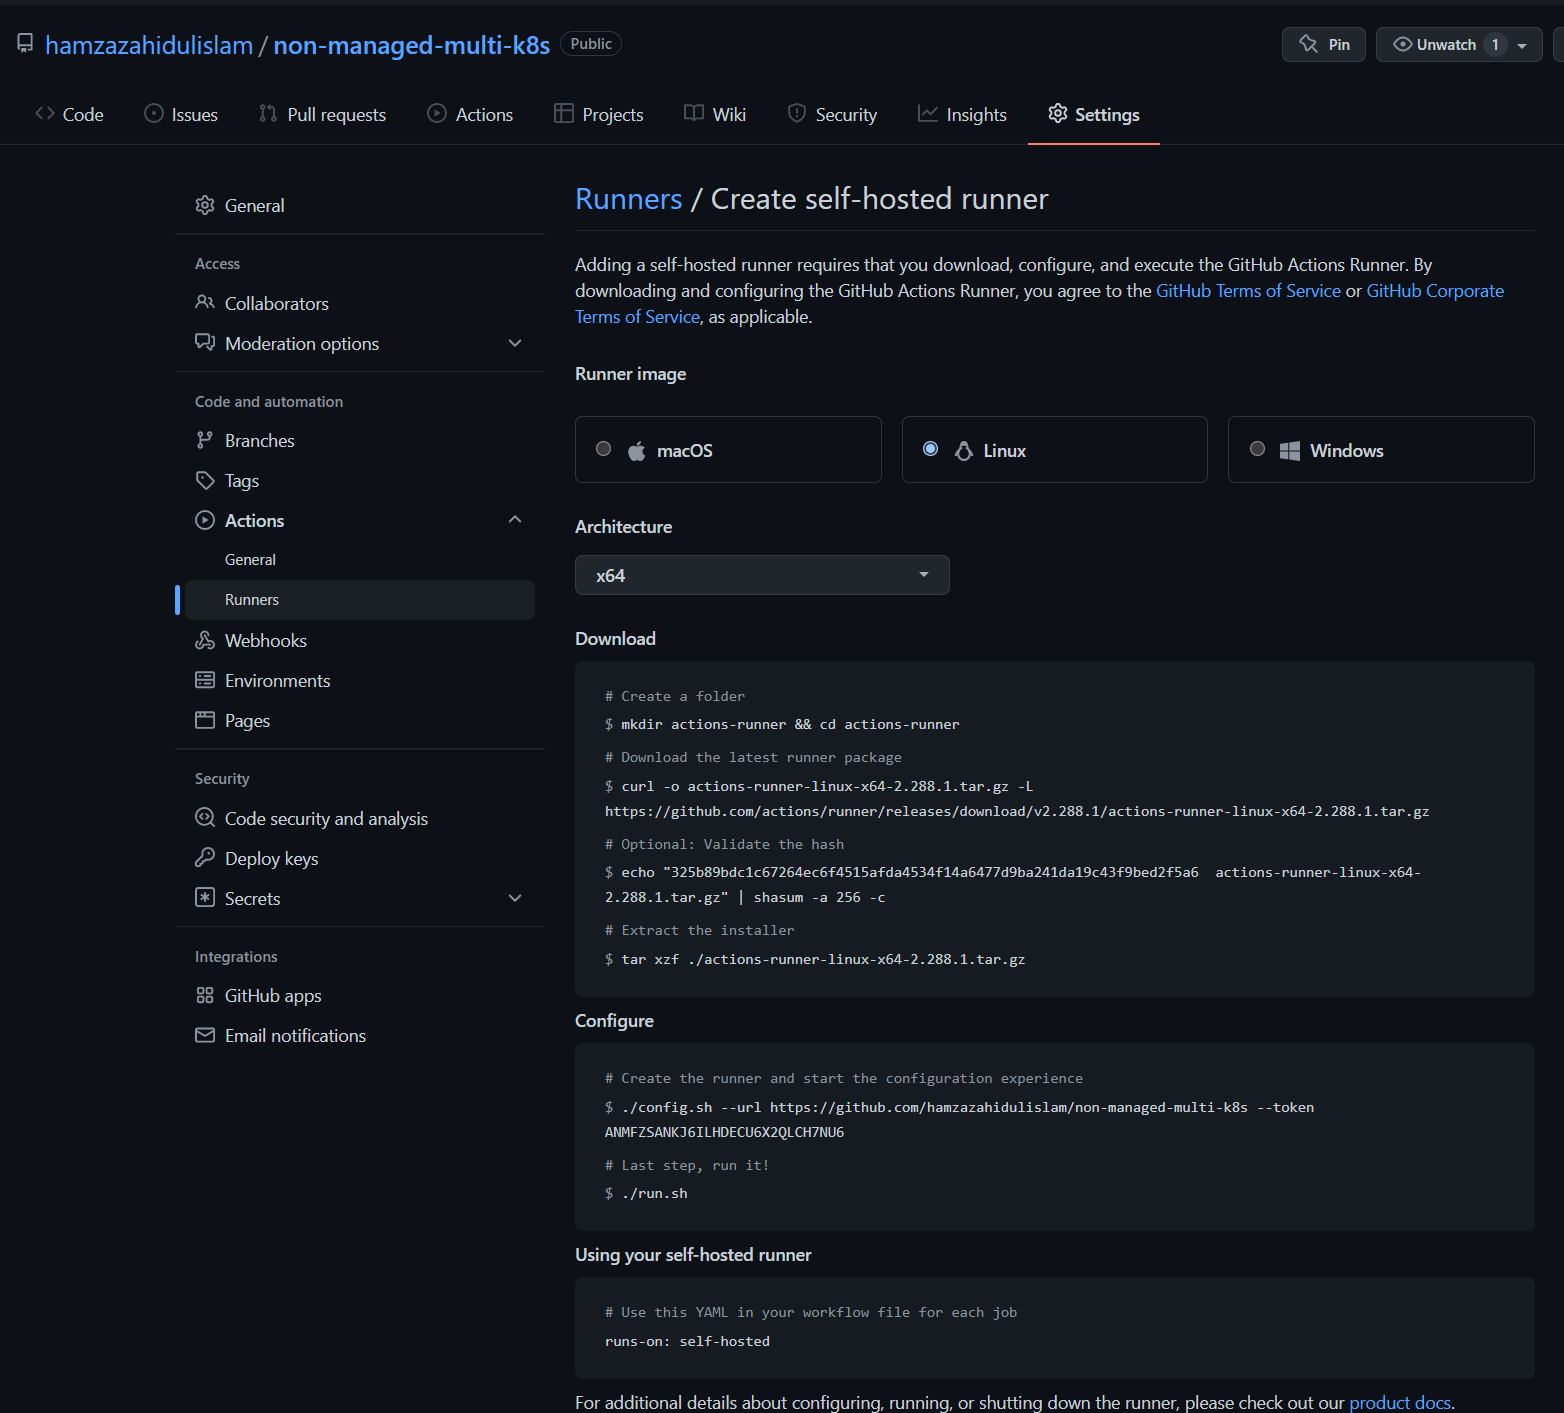 hamzazahidulislam / non-managed-multi-k8s Public
Pin
Unwatch 1
Code
Issues
Pull requests
Actions
Projects
Wiki
Security
Insights
Settings
General
Access
Collaborators
Moderation options
Code and automation
Branches
Tags
Actions
General
Runners
Webhooks
Environments
Pages
Security
Code security and analysis
Deploy keys
Secrets
Integrations
GitHub apps
Email notifications
Runners / Create self-hosted runner
Adding a self-hosted runner requires that you download, configure, and execute the GitHub Actions Runner. By
downloading and configuring the GitHub Actions Runner, you agree to the GitHub Terms of Service or GitHub Corporate
Terms of Service, as applicable.
Runner image
macOS
Linux
Windows
Architecture
x64
Download
# Create a folder
$ mkdir actions-runner && cd actions-runner
# Download the latest runner package
$ curl -o actions-runner-linux-x64-2.288.1.tar.gz -L
https://github.com/actions/runner/releases/download/v2.288.1/actions-runner-linux-x64-2.288.1.tar.gz
# Optional: Validate the hash
$ echo "325b89bdc1c67264ec6f4515afda4534f14a6477d9ba241da19c43f9bed2f5a6  actions-runner-linux-x64-
2.288.1.tar.gz" | shasum -a 256 -c
# Extract the installer
$ tar xzf ./actions-runner-linux-x64-2.288.1.tar.gz
Configure
# Create the runner and start the configuration experience
$ ./config.sh --url https://github.com/hamzazahidulislam/non-managed-multi-k8s --token
ANMFZSANKJ6ILHDECU6X2QLCH7NU6
# Last step, run it!
$ ./run.sh
Using your self-hosted runner
# Use this YAML in your workflow file for each job
runs-on: self-hosted
For additional details about configuring, running, or shutting down the runner, please check out our product docs.